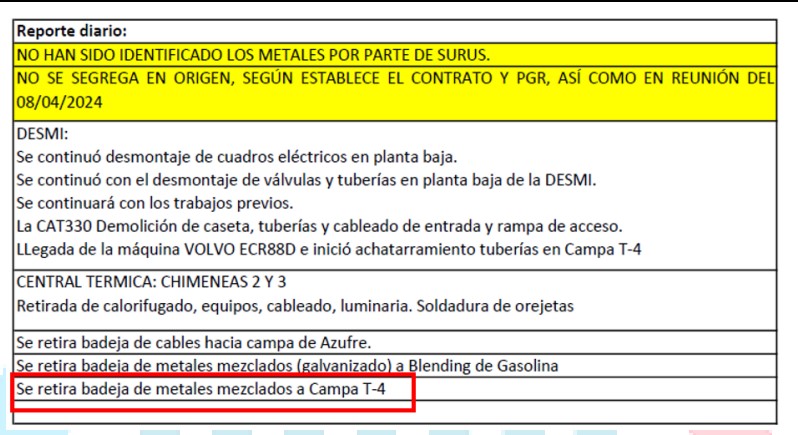 Reporte diario:
NO HAN SIDO IDENTIFICADO LOS METALES POR PARTE DE SURUS.
NO SE SEGREGA EN ORIGEN, SEGÚN ESTABLECE EL CONTRATO Y PGR, ASÍ COMO EN REUNIÓN DEL
08/04/2024
DESMI:
Se continuó desmontaje de cuadros eléctricos en planta baja.
Se continuó con el desmontaje de válvulas y tuberías en planta baja de la DESMI.
Se continuará con los trabajos previos.
La CAT330 Demolición de caseta, tuberías y cableado de entrada y rampa de acceso.
LLegada de la máquina VOLVO ECR88D e inició achatarramiento tuberías en Campa T-4
CENTRAL TERMICA: CHIMENEAS 2 Y 3
Retirada de calorifugado, equipos, cableado, luminaria. Soldadura de orejetas
Se retira badeja de cables hacia campa de Azufre.
Se retira badeja de metales mezclados (galvanizado) a Blending de Gasolina
Se retira badeja de metales mezclados a Campa T-4